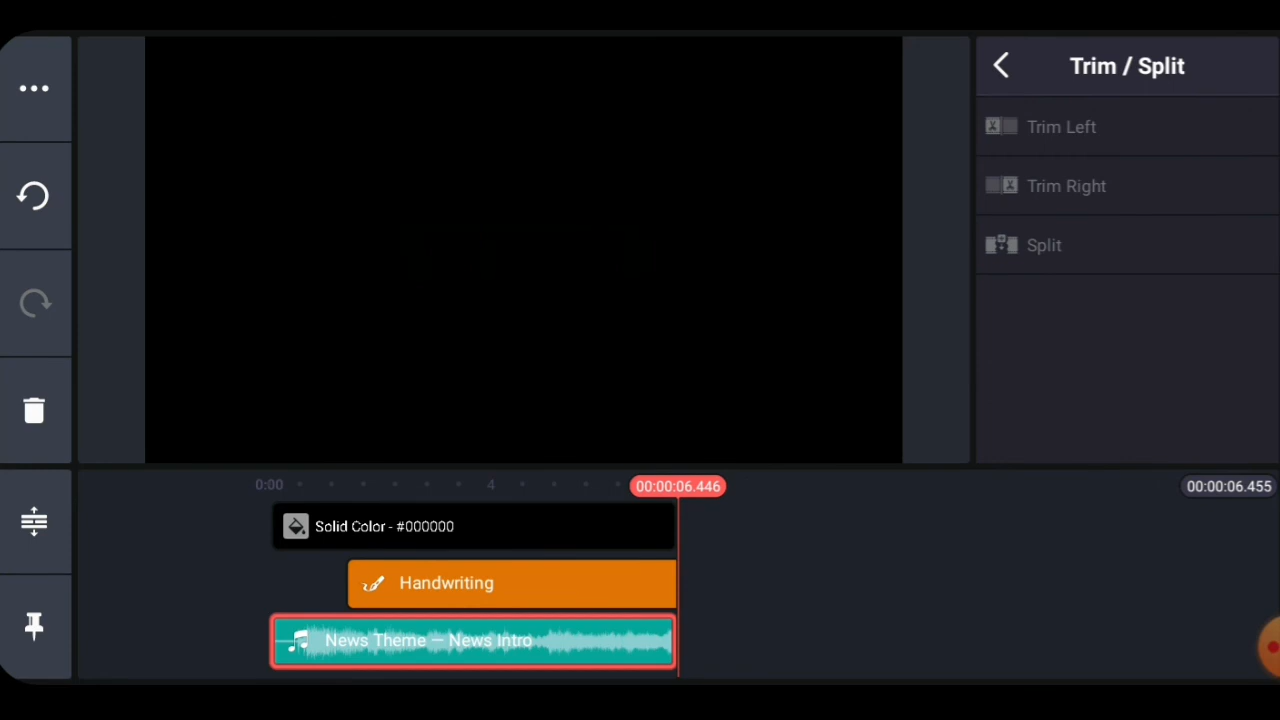 Trim / Split
Trim Left
Trim Right
Split
0:00
4
00:00:06.446
00:00:06.455
Solid Color - #000000
Handwriting
News Theme — News Intro